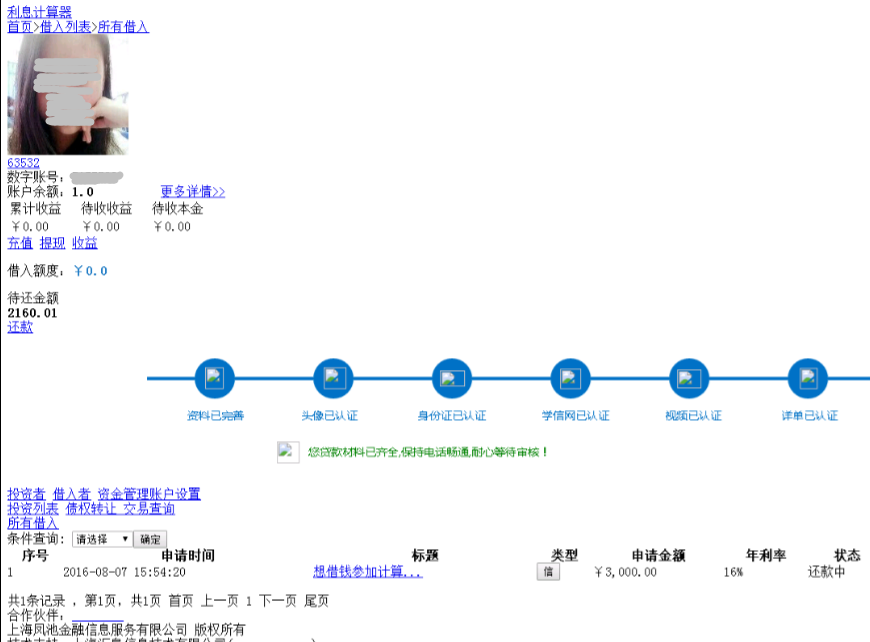 利息计算器
首页>借入列表>所有借入
63532
数字账号：
账户余额：1.0 更多详情>>
累计收益 待收收益 待收本金
￥0.00 ￥0.00 ￥0.00
充值 提现 收益
借入额度：￥0.0
待还金额
2160.01
还款
资料已完善 头像已认证 身份证已认证 学信网已认证 视频已认证 详单已认证
您贷款材料已齐全,保持电话畅通,耐心等待审核！
投资者 借入者 资金管理账户设置
投资列表 债权转让 交易查询
所有借入
条件查询: 请选择 确定
序号 申请时间 标题 类型 申请金额 年利率 状态
1 2016-08-07 15:54:20 想借钱参加计算... 信 ￥3,000.00 16% 还款中
共1条记录 ，第1页，共1页 首页 上一页 1 下一页 尾页
合作伙伴：
上海凤池金融信息服务有限公司 版权所有